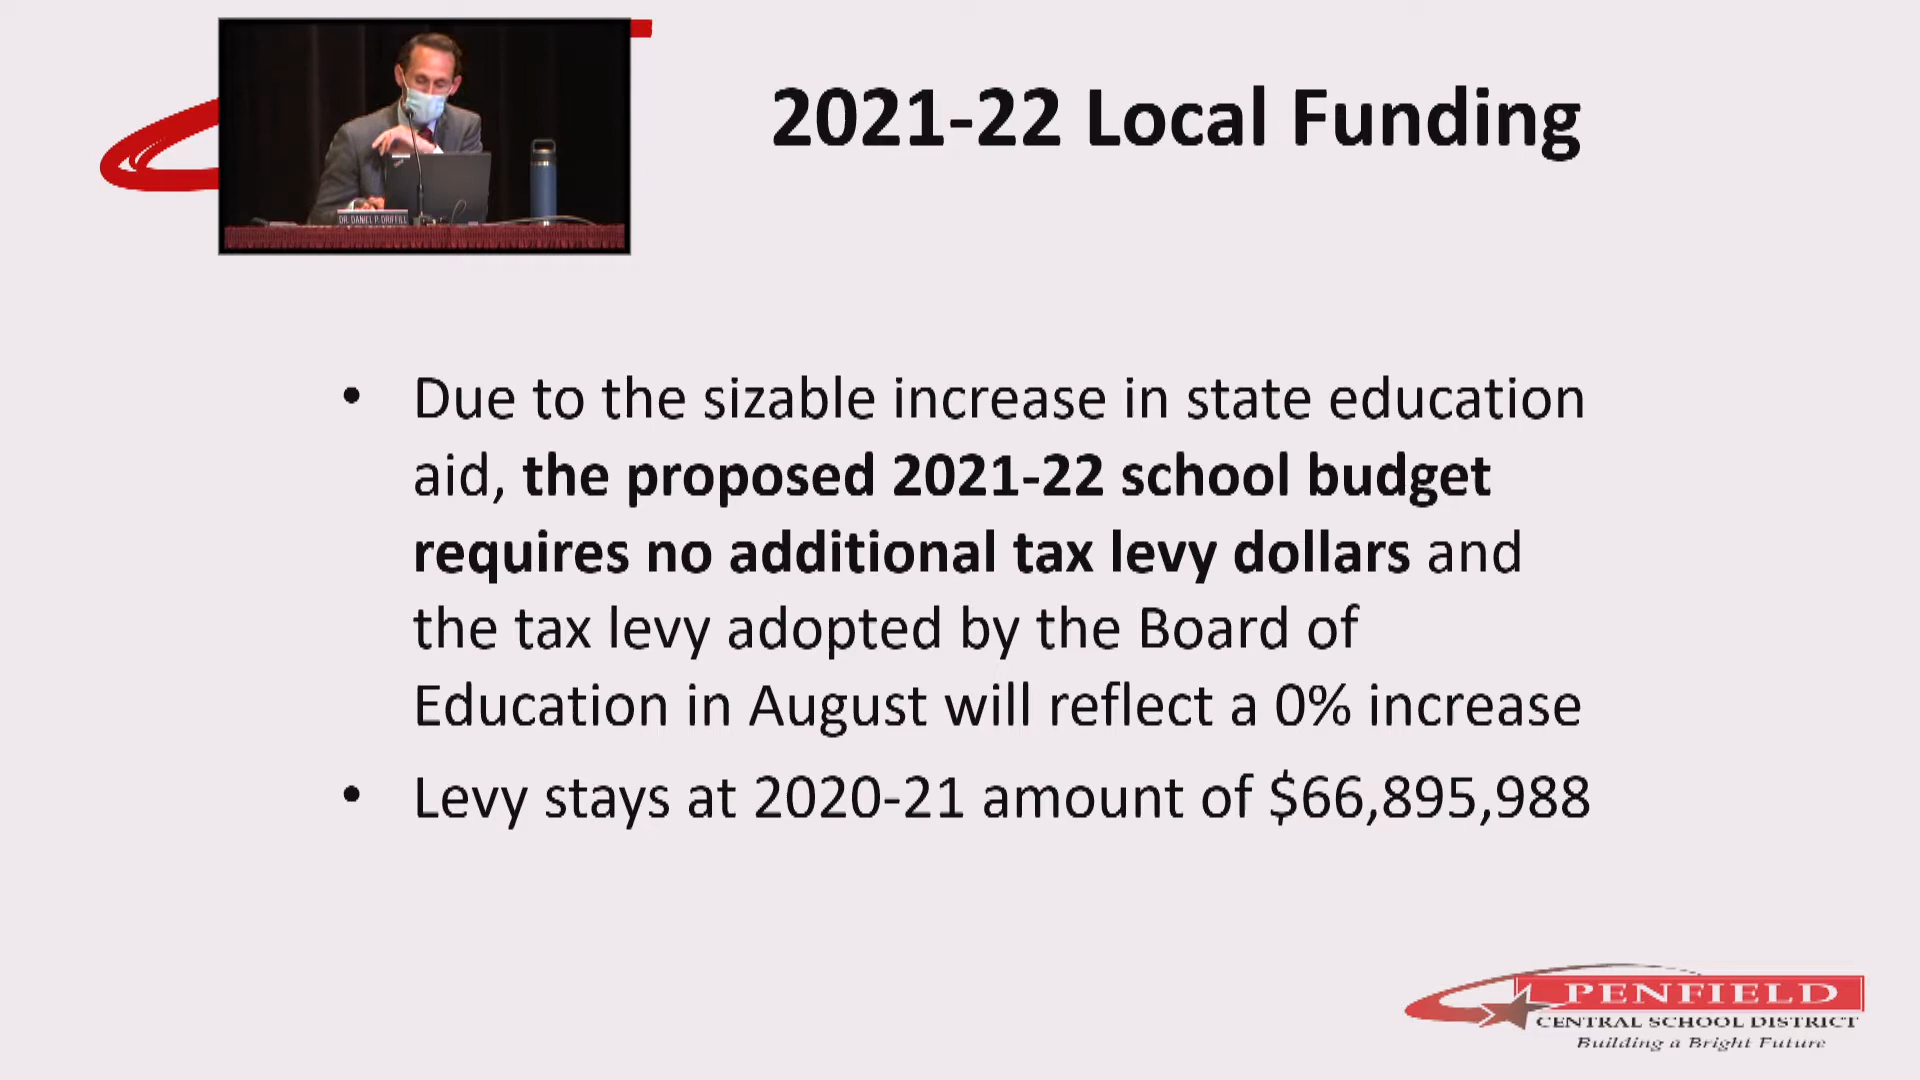 2021-22 Local Funding
DR. DANIEL P. DRIFFILL
• Due to the sizable increase in state education
aid, the proposed 2021-22 school budget
requires no additional tax levy dollars and
the tax levy adopted by the Board of
Education in August will reflect a 0% increase
• Levy stays at 2020-21 amount of $66,895,988
PENFIELD
CENTRAL SCHOOL DISTRICT
Building a Bright Future